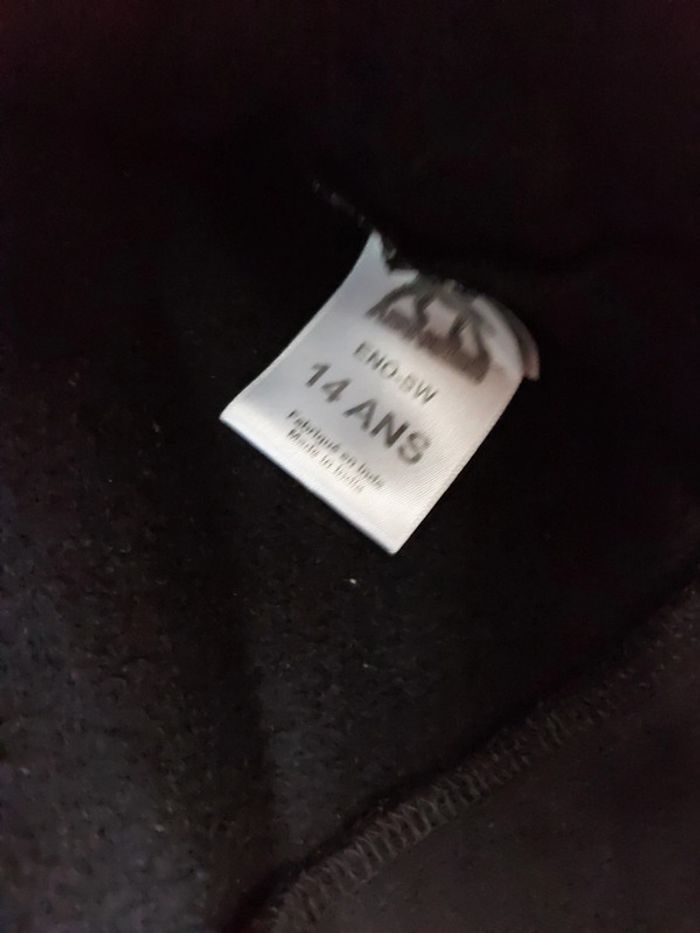 ENO-SW
14 ANS
Fabriqué en Inde
Made in India